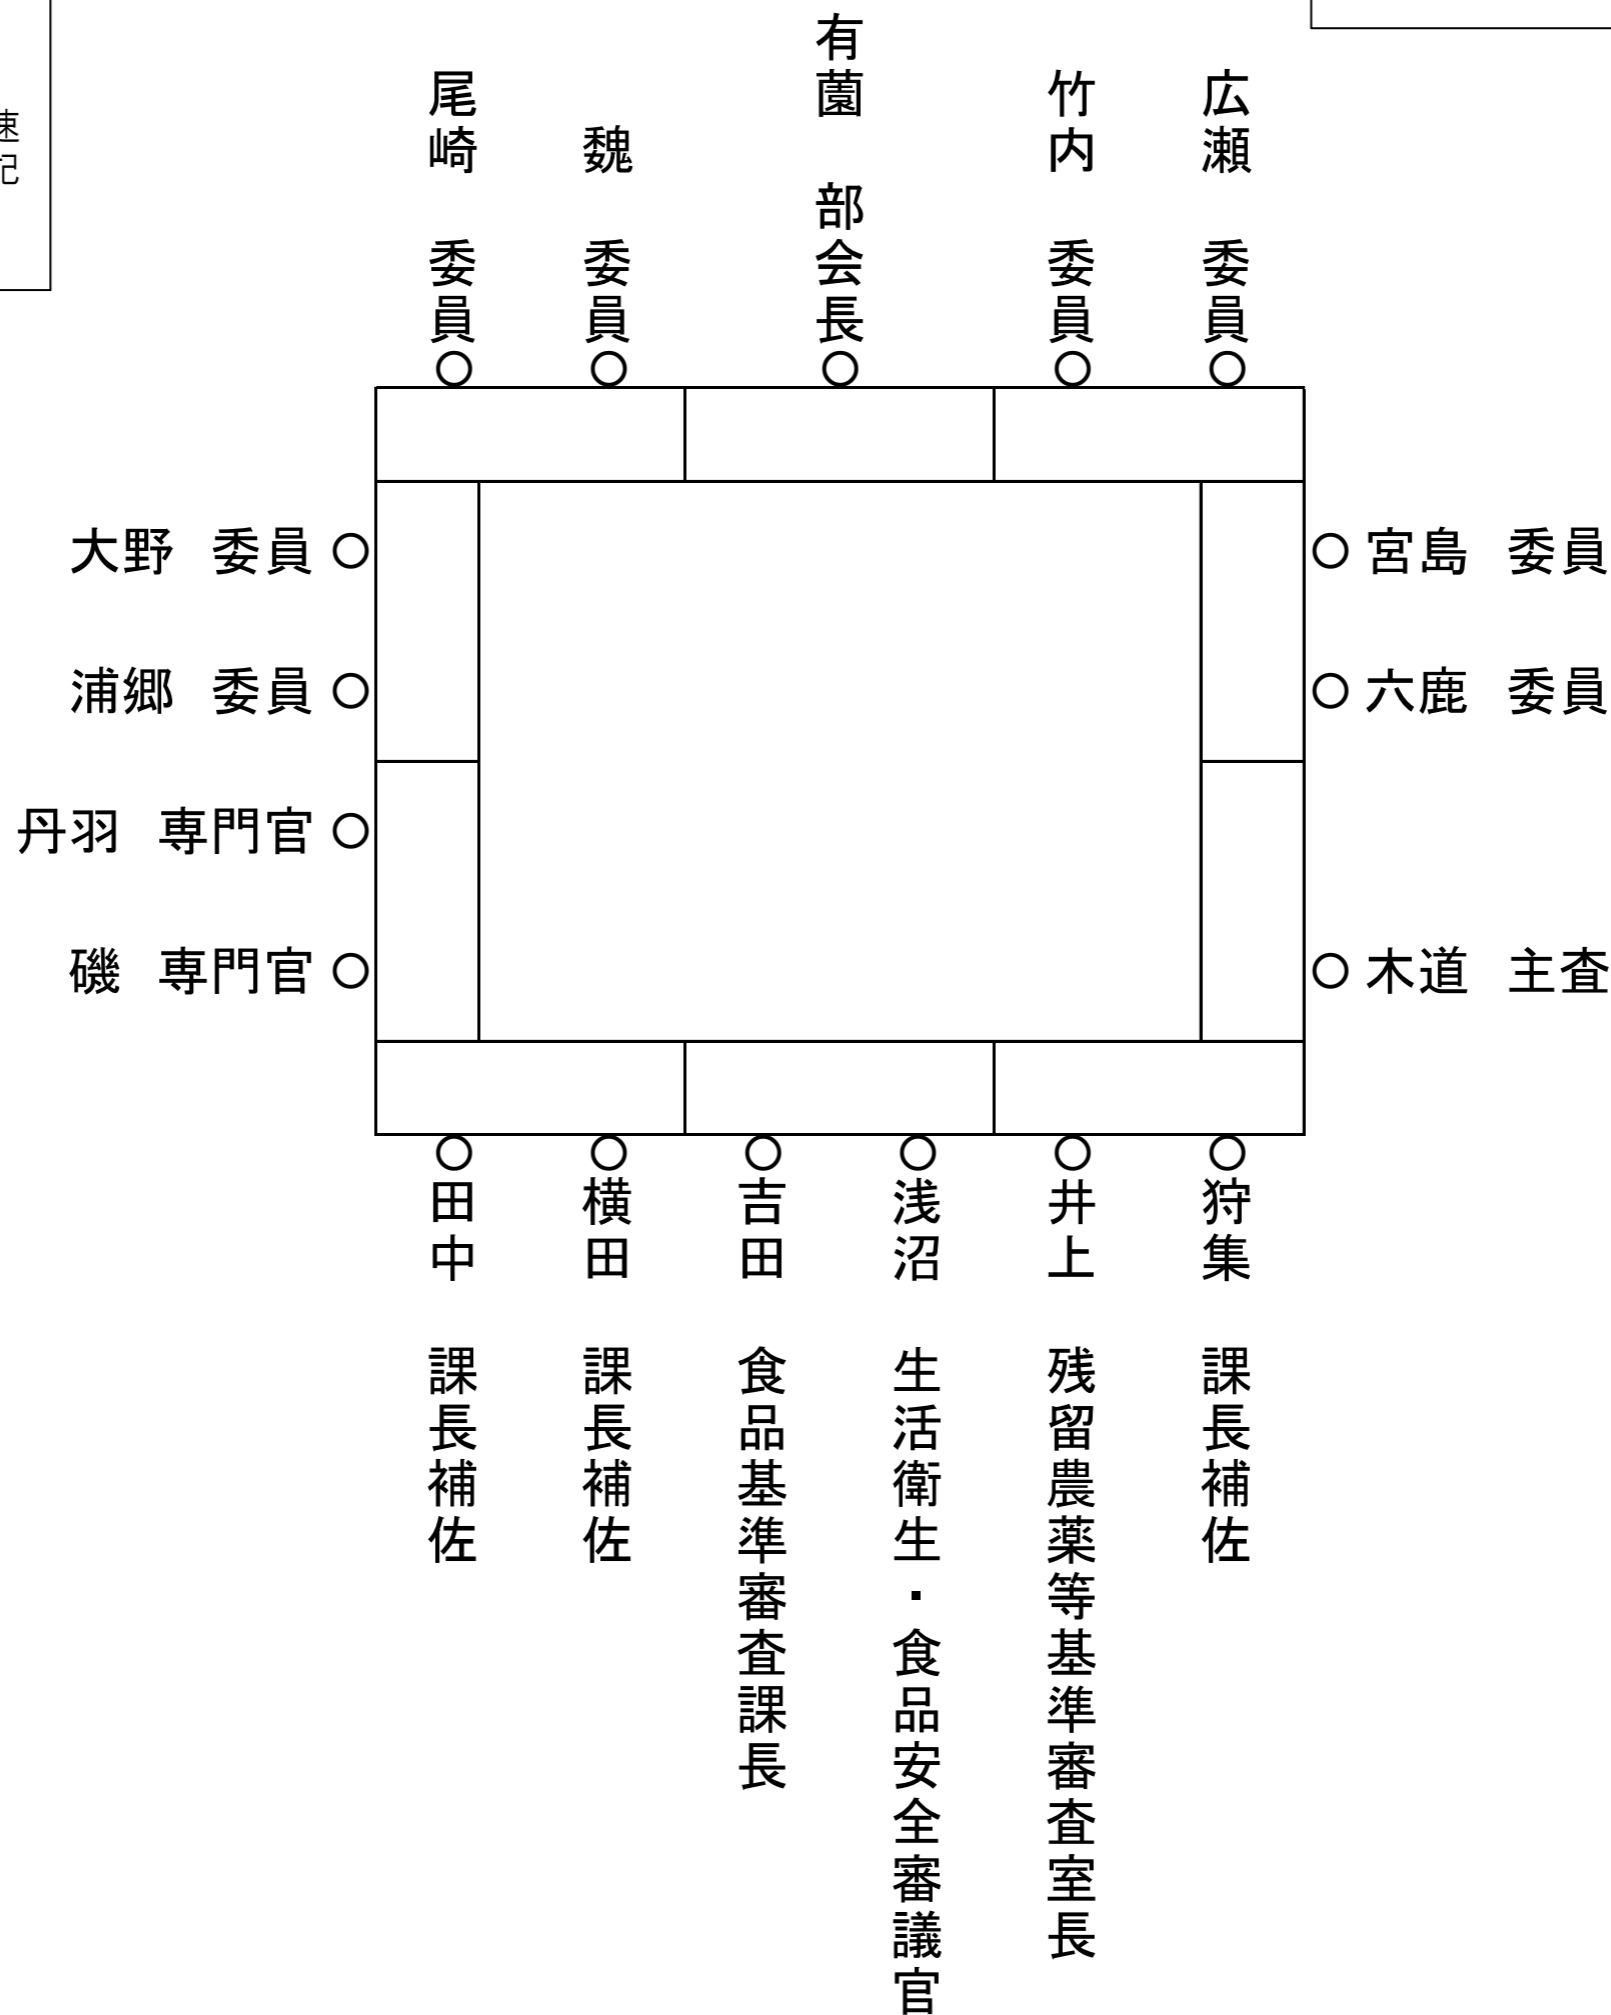 速記
尾崎 委員
魏 委員
有薗 部会長
竹内 委員
広瀬 委員
大野 委員
浦郷 委員
丹羽 専門官
磯 専門官
宮島 委員
六鹿 委員
木道 主査
田中 課長補佐
横田 課長補佐
吉田 食品基準審査課長
浅沼 生活衛生・食品安全審議官
井上 残留農薬等基準審査室長
狩集 課長補佐